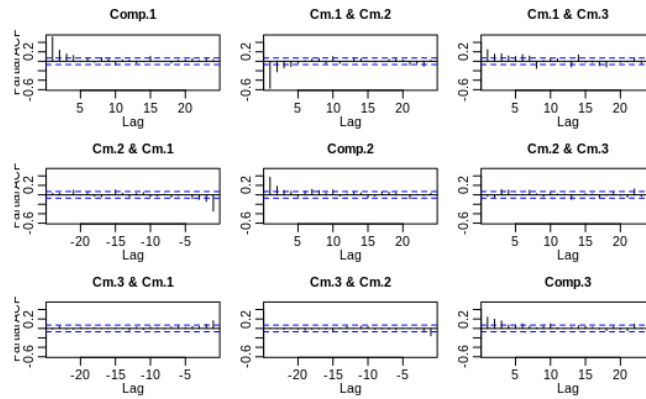 Comp.1 Cm.1 & Cm.2 Cm.1 & Cm.3
-0.6 0.2 -0.6 0.2 -0.6 0.2
5 10 15 20 5 10 15 20 5 10 15 20
Lag Lag Lag
Cm.2 & Cm.1 Comp.2 Cm.2 & Cm.3
-0.6 0.2 -0.6 0.2 -0.6 0.2
-20 -15 -10 -5 5 10 15 20 5 10 15 20
Lag Lag Lag
Cm.3 & Cm.1 Cm.3 & Cm.2 Comp.3
-0.6 0.2 -0.6 0.2 -0.6 0.2
-20 -15 -10 -5 -20 -15 -10 -5 5 10 15 20
Lag Lag Lag